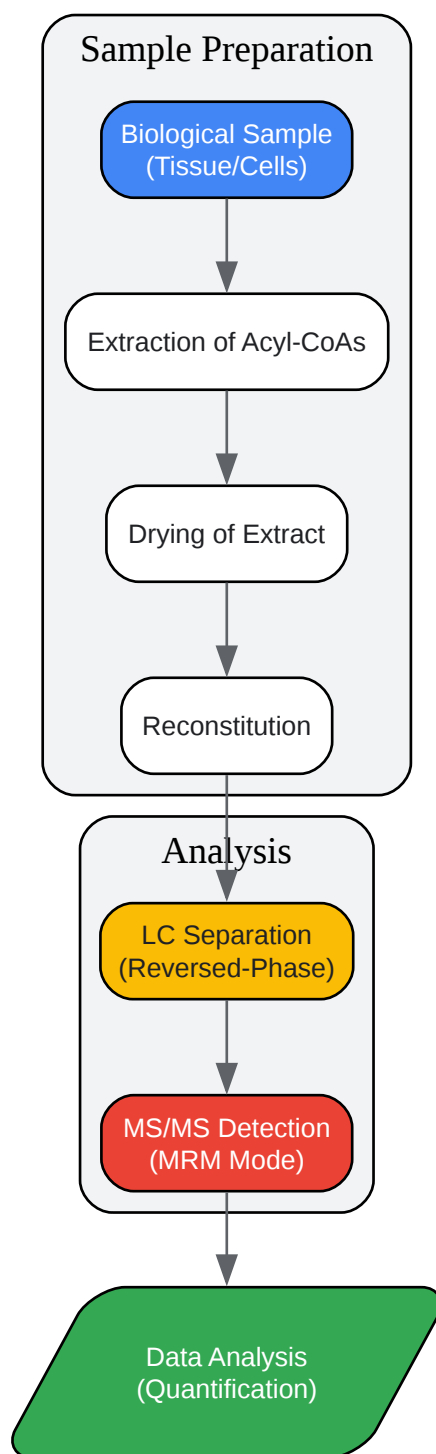 Sample Preparation
Biological Sample
(Tissue/Cells)
Extraction of Acyl-CoAs
Drying of Extract
Reconstitution
Analysis
LC Separation
(Reversed-Phase)
MS/MS Detection
(MRM Mode)
Data Analysis
(Quantification)